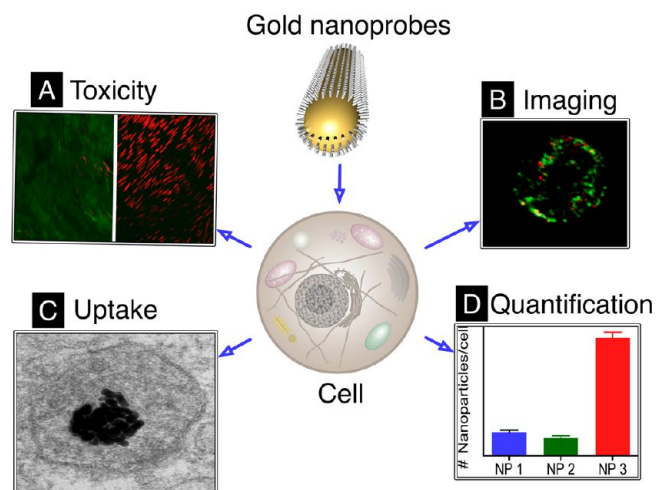 Gold nanoprobes
A Toxicity
B Imaging
Cell
C Uptake
D Quantification
# Nanoparticles/cell
NP 1 NP 2 NP 3